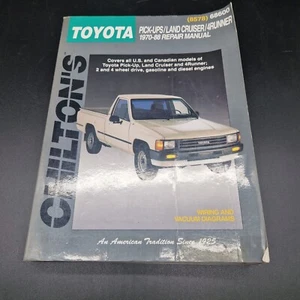 (8578) 68600
TOYOTA
PICK-UPS/LAND CRUISER/4RUNNER
1970-88 REPAIR MANUAL
Covers all U.S. and Canadian models of
Toyota Pick-Up, Land Cruiser and 4Runner;
2 and 4 wheel drive, gasoline and diesel engines
CHILTON'S
WIRING AND
VACUUM DIAGRAMS
An American Tradition Since 1925